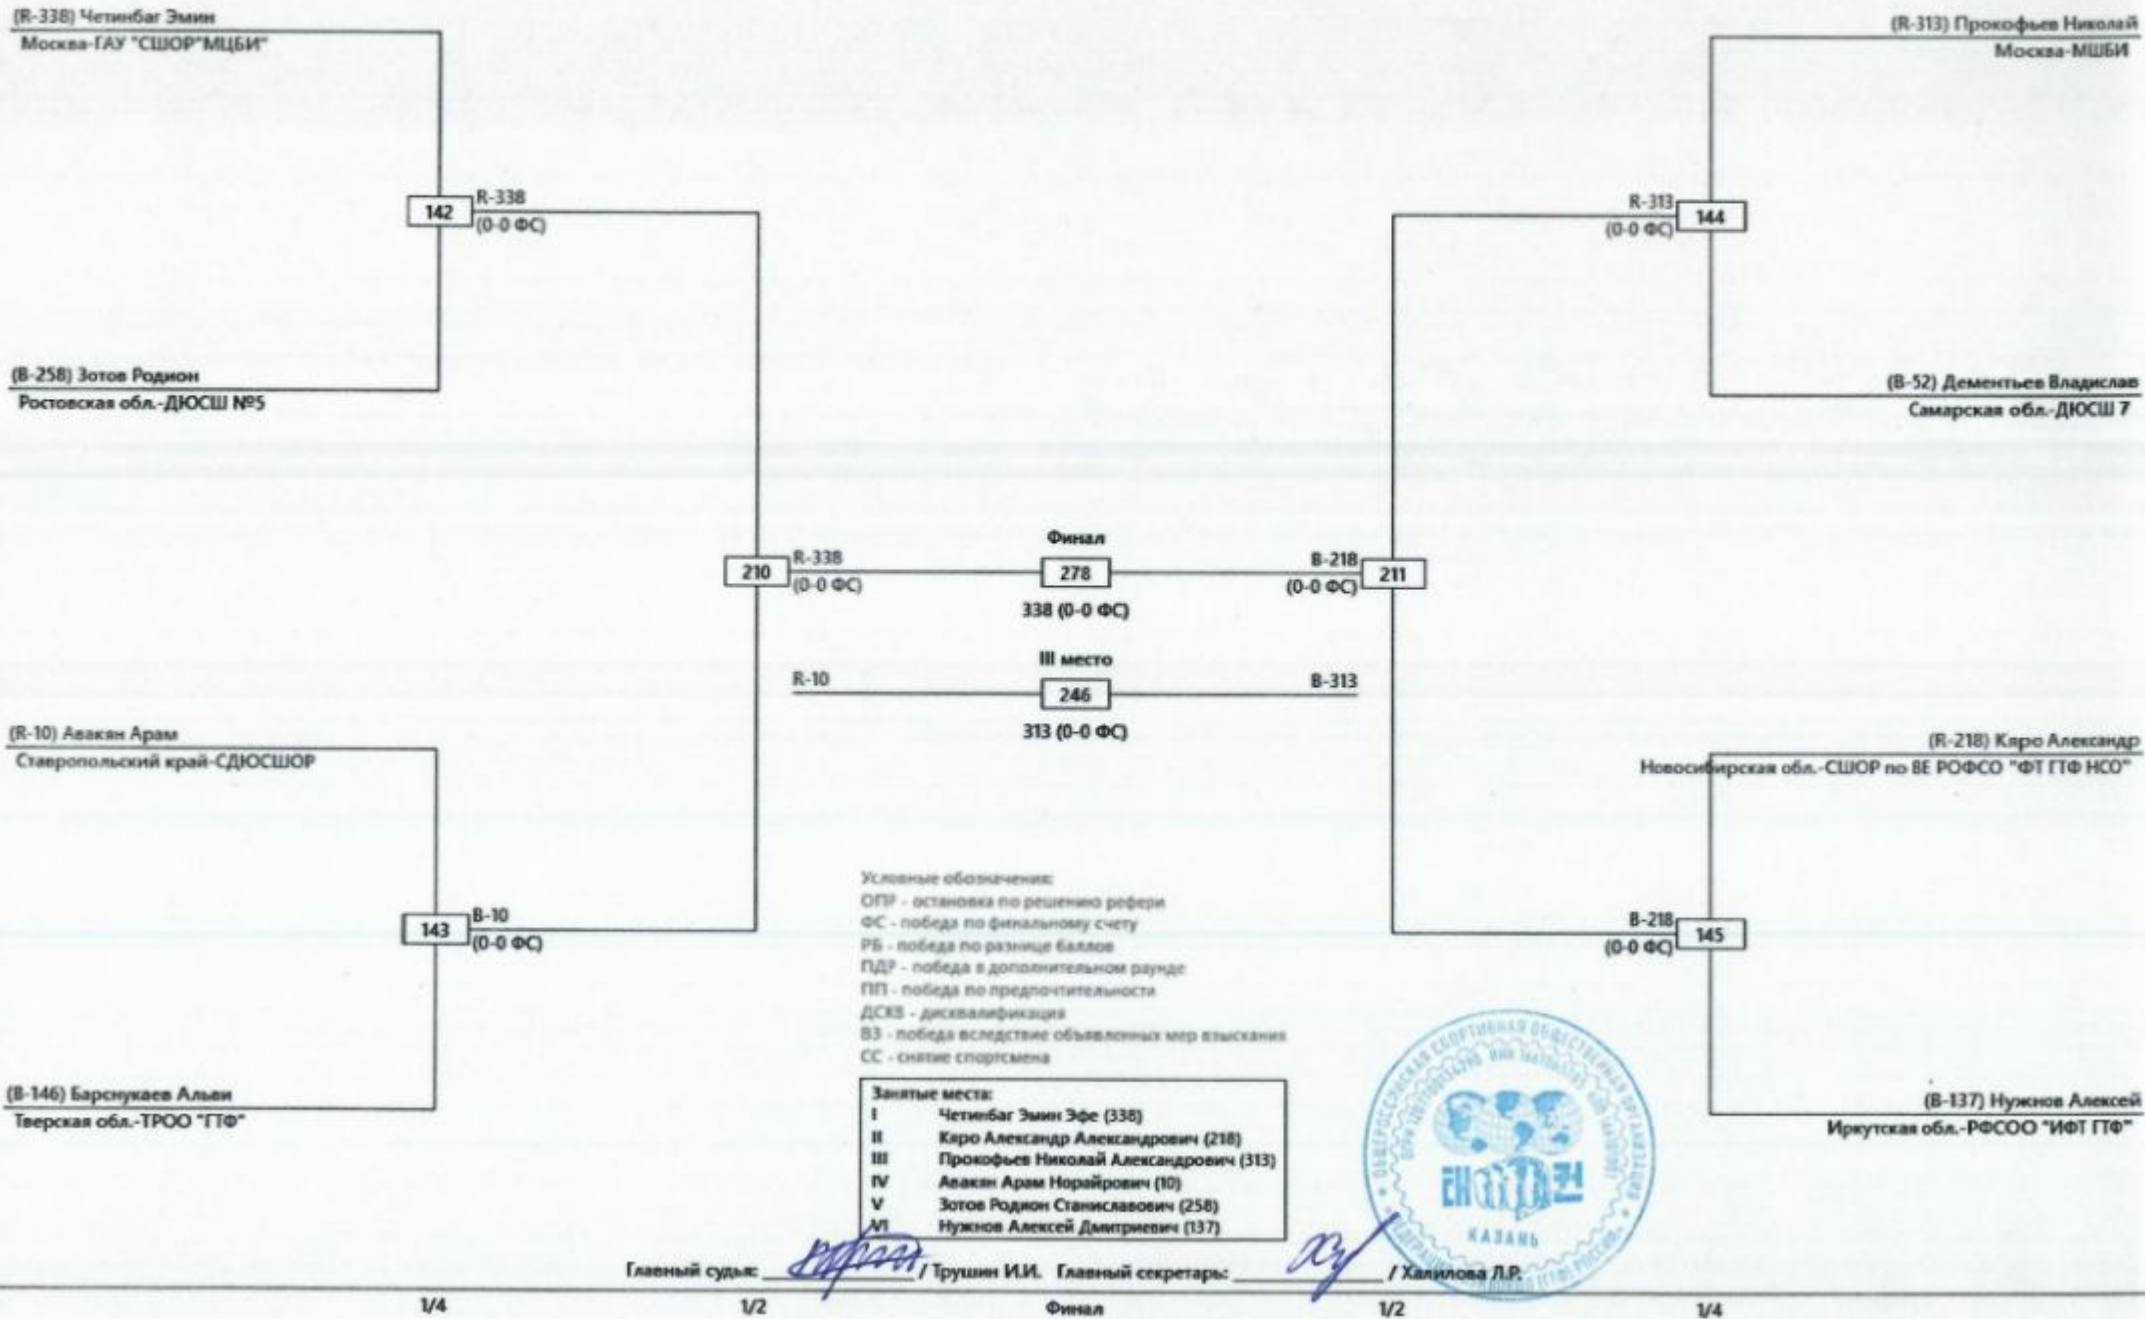 (R-338) Четинбаг Эмин
Москва-ГАУ "СШОР"МЦБИ"
(R-313) Прокофьев Николай
Москва-МШБИ
142
R-338
(0-0 ФС)
R-313
(0-0 ФС)
144
(B-258) Зотов Родион
Ростовская обл.-ДЮСШ №5
(B-52) Дементьев Владислав
Самарская обл.-ДЮСШ 7
Финал
210
R-338
(0-0 ФС)
278
B-218
(0-0 ФС)
211
338 (0-0 ФС)
III место
R-10
246
B-313
313 (0-0 ФС)
(R-10) Авакян Арам
Ставропольский край-СДЮСШОР
(R-218) Кяро Александр
Новосибирская обл.-СШОР по ВЕ РОФСО "ФТ ГТФ НСО"
143
B-10
(0-0 ФС)
B-218
(0-0 ФС)
145
Условные обозначения:
ОПР - остановка по решению рефери
ФС - победа по финальному счету
РБ - победа по разнице баллов
ПДР - победа в дополнительном раунде
ПП - победа по предпочтительности
ДСКВ - дисквалификация
ВЗ - победа вследствие объявленных мер взыскания
СС - снятие спортсмена
(B-146) Барснукаев Альви
Тверская обл.-ТРОО "ГТФ"
(B-137) Нужнов Алексей
Иркутская обл.-РФСОО "ИФТ ГТФ"
Занятые места:
I Четинбаг Эмин Эфе (338)
II Кяро Александр Александрович (218)
III Прокофьев Николай Александрович (313)
IV Авакян Арам Норайрович (10)
V Зотов Родион Станиславович (258)
VI Нужнов Алексей Дмитриевич (137)
ОБЩЕРОССИЙСКАЯ СПОРТИВНАЯ ОБЩЕСТВЕННАЯ ОРГАНИЗАЦИЯ
КАЗАНЬ
Главный судья: / Трушин И.И. Главный секретарь: / Халилова Л.Р.
1/4 1/2 Финал 1/2 1/4